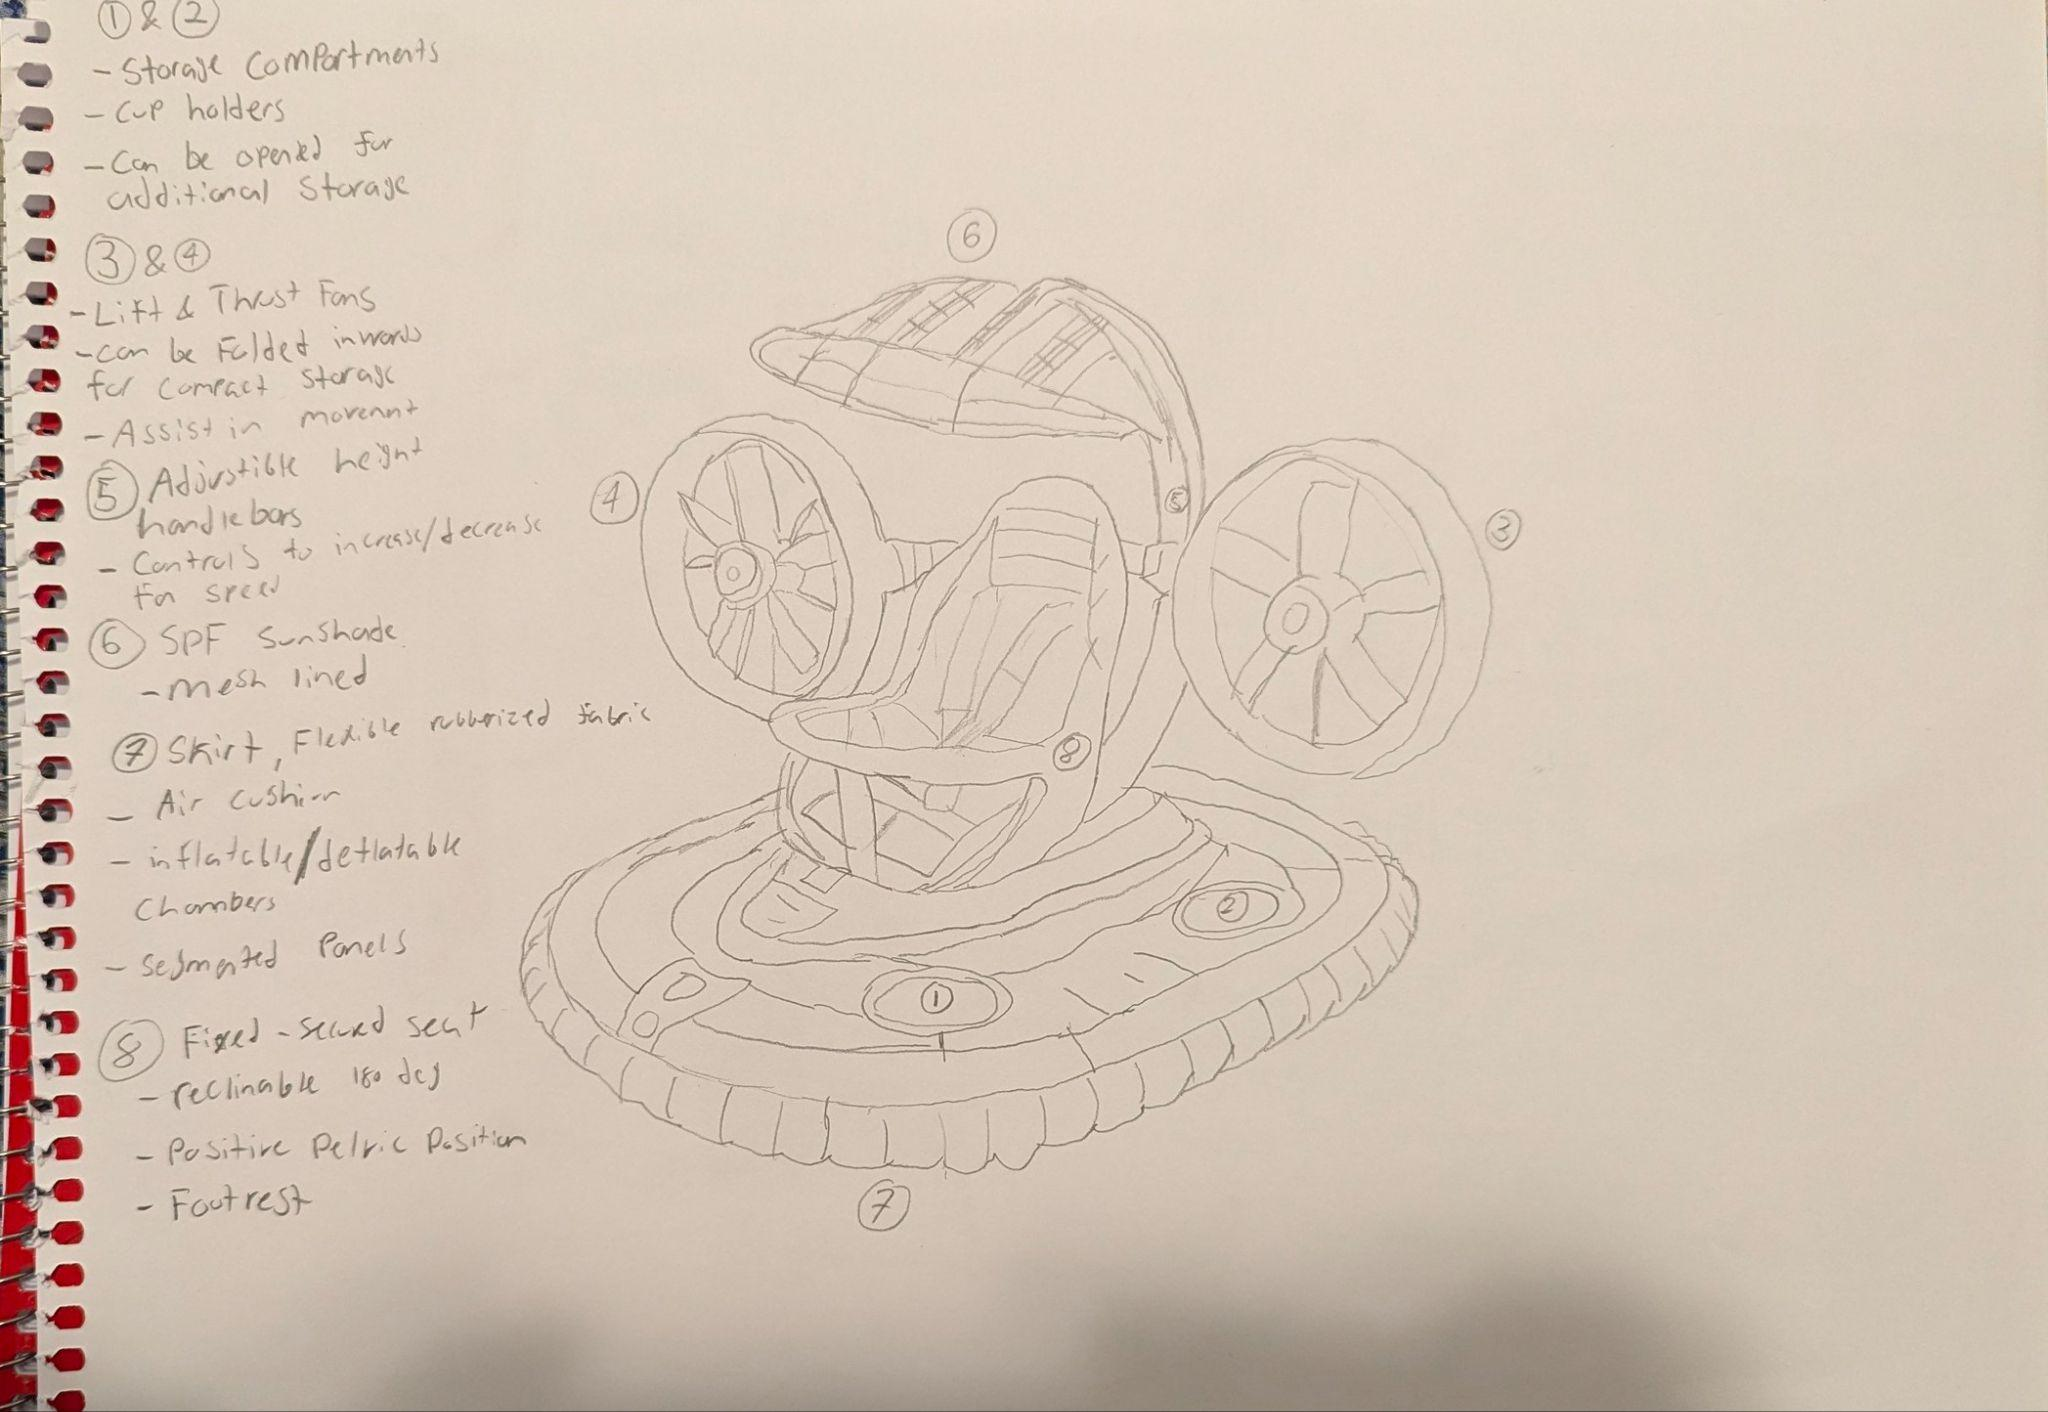 ① & ②
- Storage Compartments
- Cup holders
- Can be opened for
additional Storage
③ & ④
- Lift & Thrust Fans
- can be Folded inwards
for compact storage
- Assist in movemnt
⑤ Adjustible height
handlebars
- Controls to increase/decrease
Fan speed
⑥ SPF Sunshade
- mesh lined
⑦ Skirt, Flexible rubberized fabric
- Air cushion
- inflatable/deflatable
Chambers
- Segmented Panels
⑧ Fixed-secured seat
- reclinable 180 deg
- Positive Pelvic Position
- Footrest
⑥
④
⑤
③
⑧
②
①
⑦